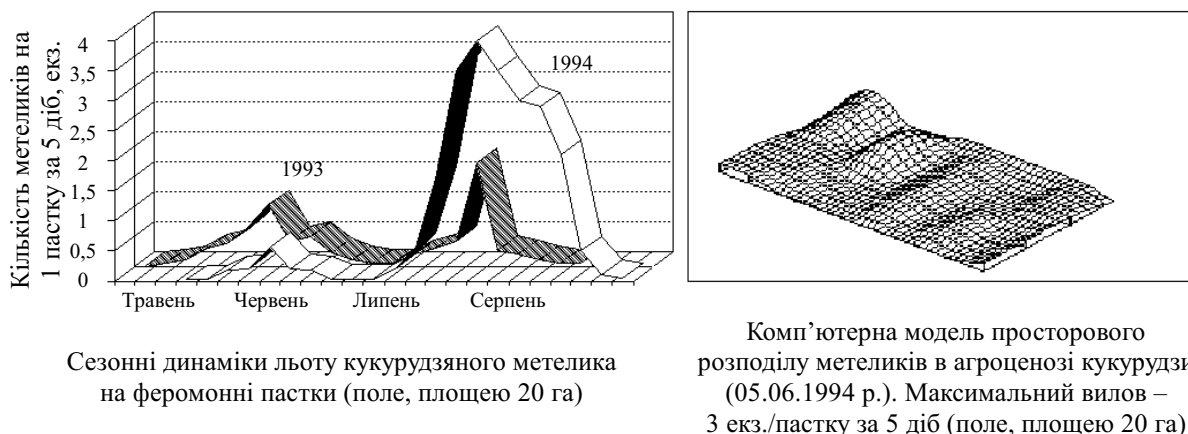 Кількість метеликів на
1 пастку за 5 діб, екз.
4
3,5
3
2,5
2
1,5
1
0,5
0
1993
1994
Травень Червень Липень Серпень
Сезонні динаміки льоту кукурудзяного метелика
на феромонні пастки (поле, площею 20 га)
Комп’ютерна модель просторового
розподілу метеликів в агроценозі кукурудзи
(05.06.1994 р.). Максимальний вилов –
3 екз./пастку за 5 діб (поле, площею 20 га)